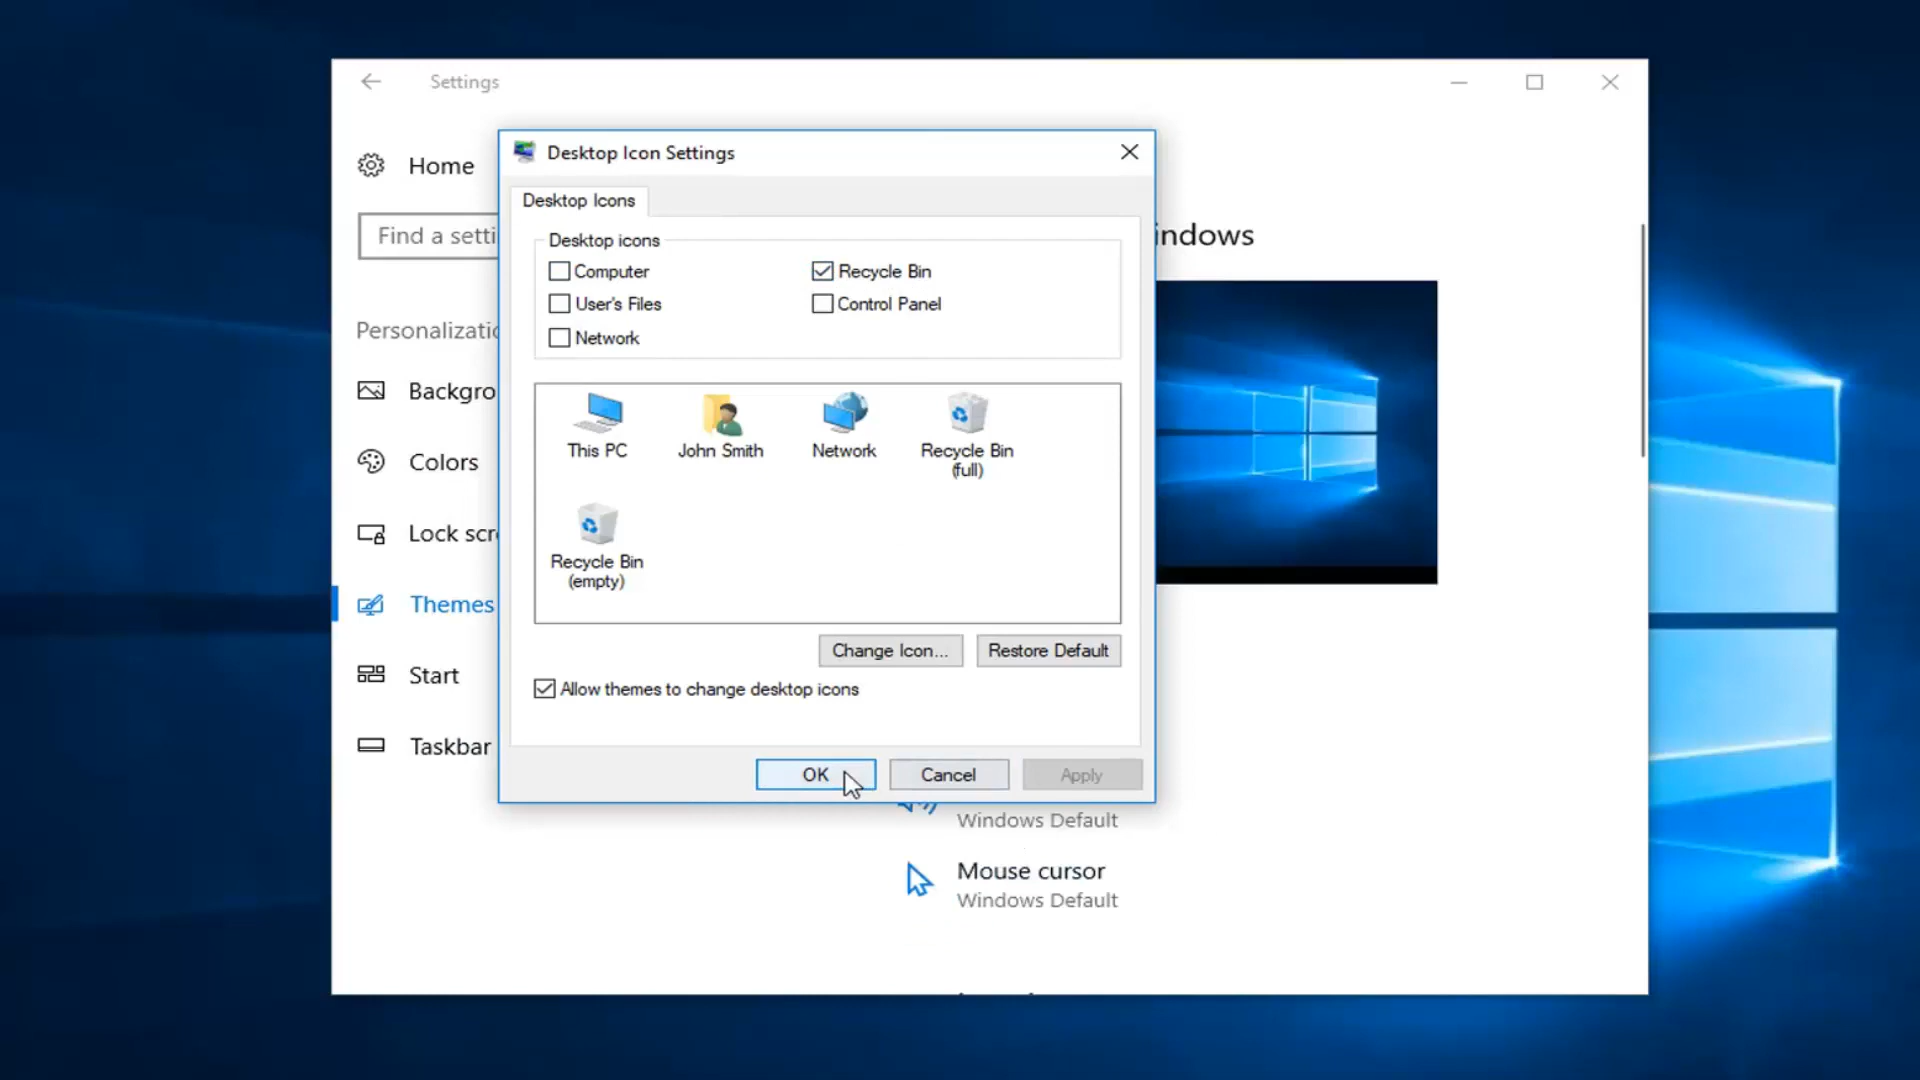 Settings
Home
Find a setti
Personalizatio
Backgro
Colors
Lock scr
Themes
Start
Taskbar
Desktop Icon Settings
Desktop Icons
Desktop icons
Computer
Recycle Bin
User's Files
Control Panel
Network
This PC
John Smith
Network
Recycle Bin
(full)
Recycle Bin
(empty)
Change Icon...
Restore Default
Allow themes to change desktop icons
OK
Cancel
Apply
indows
Windows Default
Mouse cursor
Windows Default